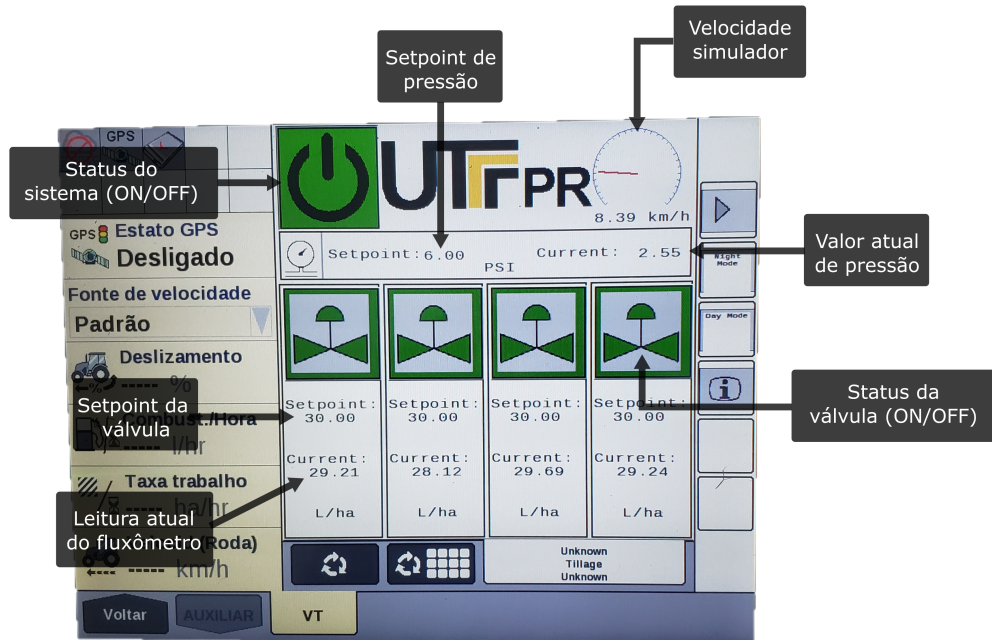 Velocidade
simulador
Setpoint de
pressão
GPS
Status do
sistema (ON/OFF)
UTFPR
8.39 km/h
GPS Estato GPS
Desligado
Setpoint: 6.00 PSI Current: 2.55
Valor atual
de pressão
Night
Mode
Fonte de velocidade
Padrão
Day Mode
Deslizamento
----- %
Setpoint da
válvula
Combust./Hora
----- l/hr
Setpoint: Setpoint: Setpoint: Setpoint:
30.00 30.00 30.00 30.00
Status da
válvula (ON/OFF)
Current: Current: Current: Current:
29.21 28.12 29.69 29.24
L/ha L/ha L/ha L/ha
Taxa trabalho
----- ha/hr
Leitura atual
do fluxômetro
(Roda)
----- km/h
Unknown
Tillage
Unknown
Voltar AUXILIAR VT